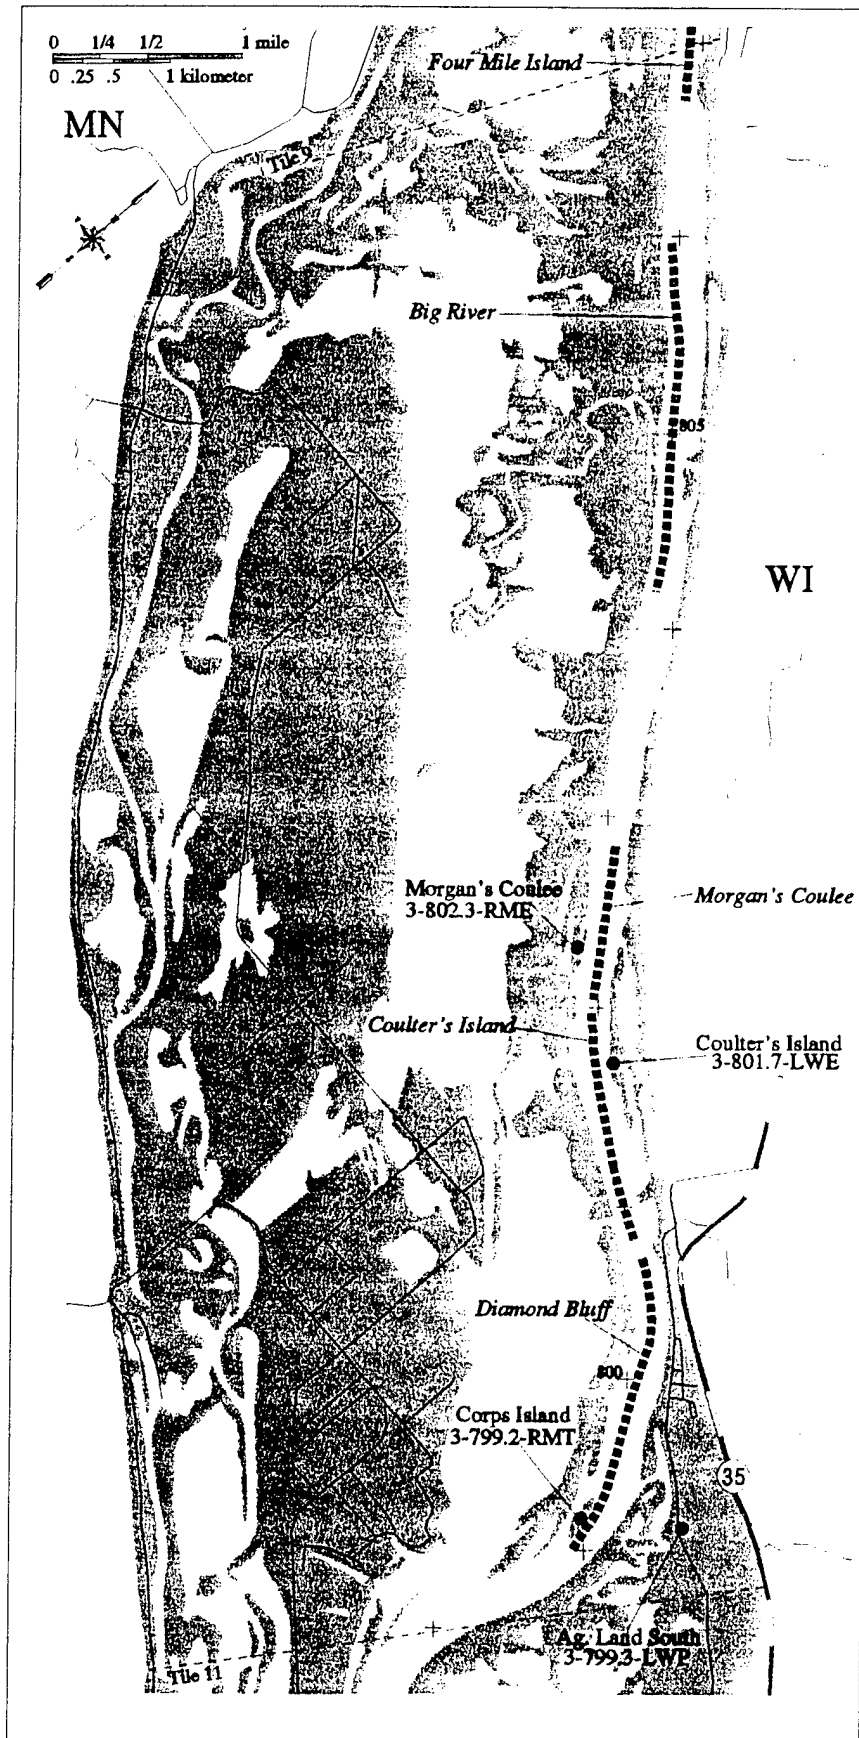 0 1/4 1/2 1 mile
0 .25 .5 1 kilometer
Four Mile Island
MN
Tile 9
Big River
805
WI
Morgan's Coulee
3-802.3-RME
Morgan's Coulee
Coulter's Island
Coulter's Island
3-801.7-LWE
Diamond Bluff
800
Corps Island
3-799.2-RMT
35
Ag. Land South
3-799.3-LWP
Tile 11